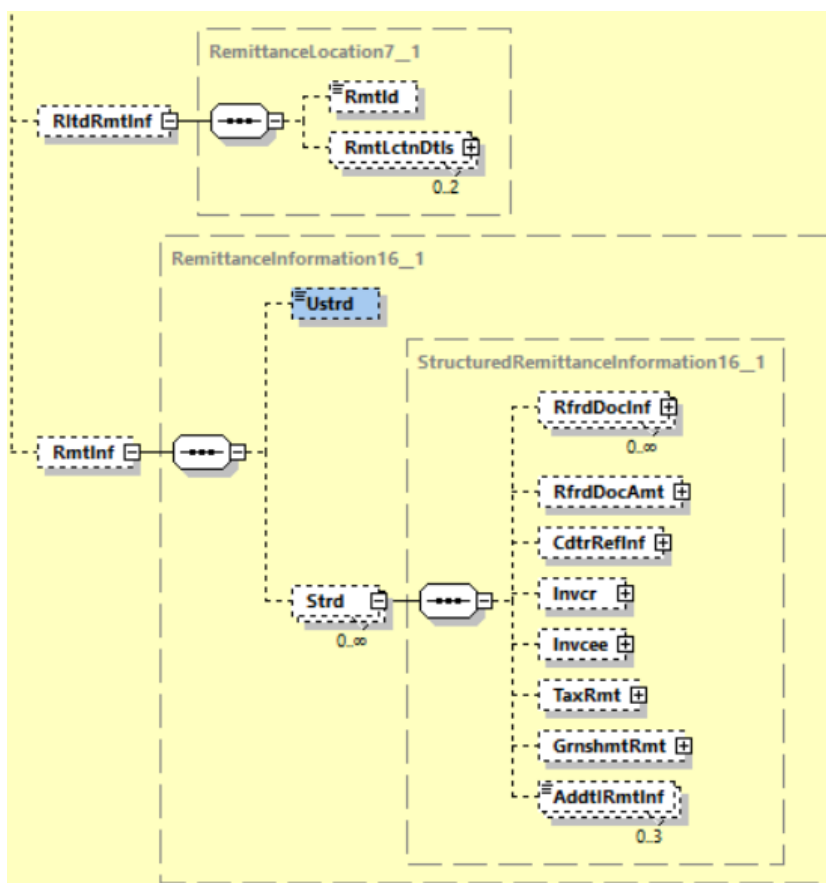 RemittanceLocation7__1
RmtId
RltdRmtInf
RmtLctnDtls
0..2
RemittanceInformation16__1
Ustrd
StructuredRemittanceInformation16__1
RfrdDocInf
0..∞
RmtInf
RfrdDocAmt
CdtrRefInf
Invcr
Strd
0..∞
Invcee
TaxRmt
GrnshmtRmt
AddtlRmtInf
0..3